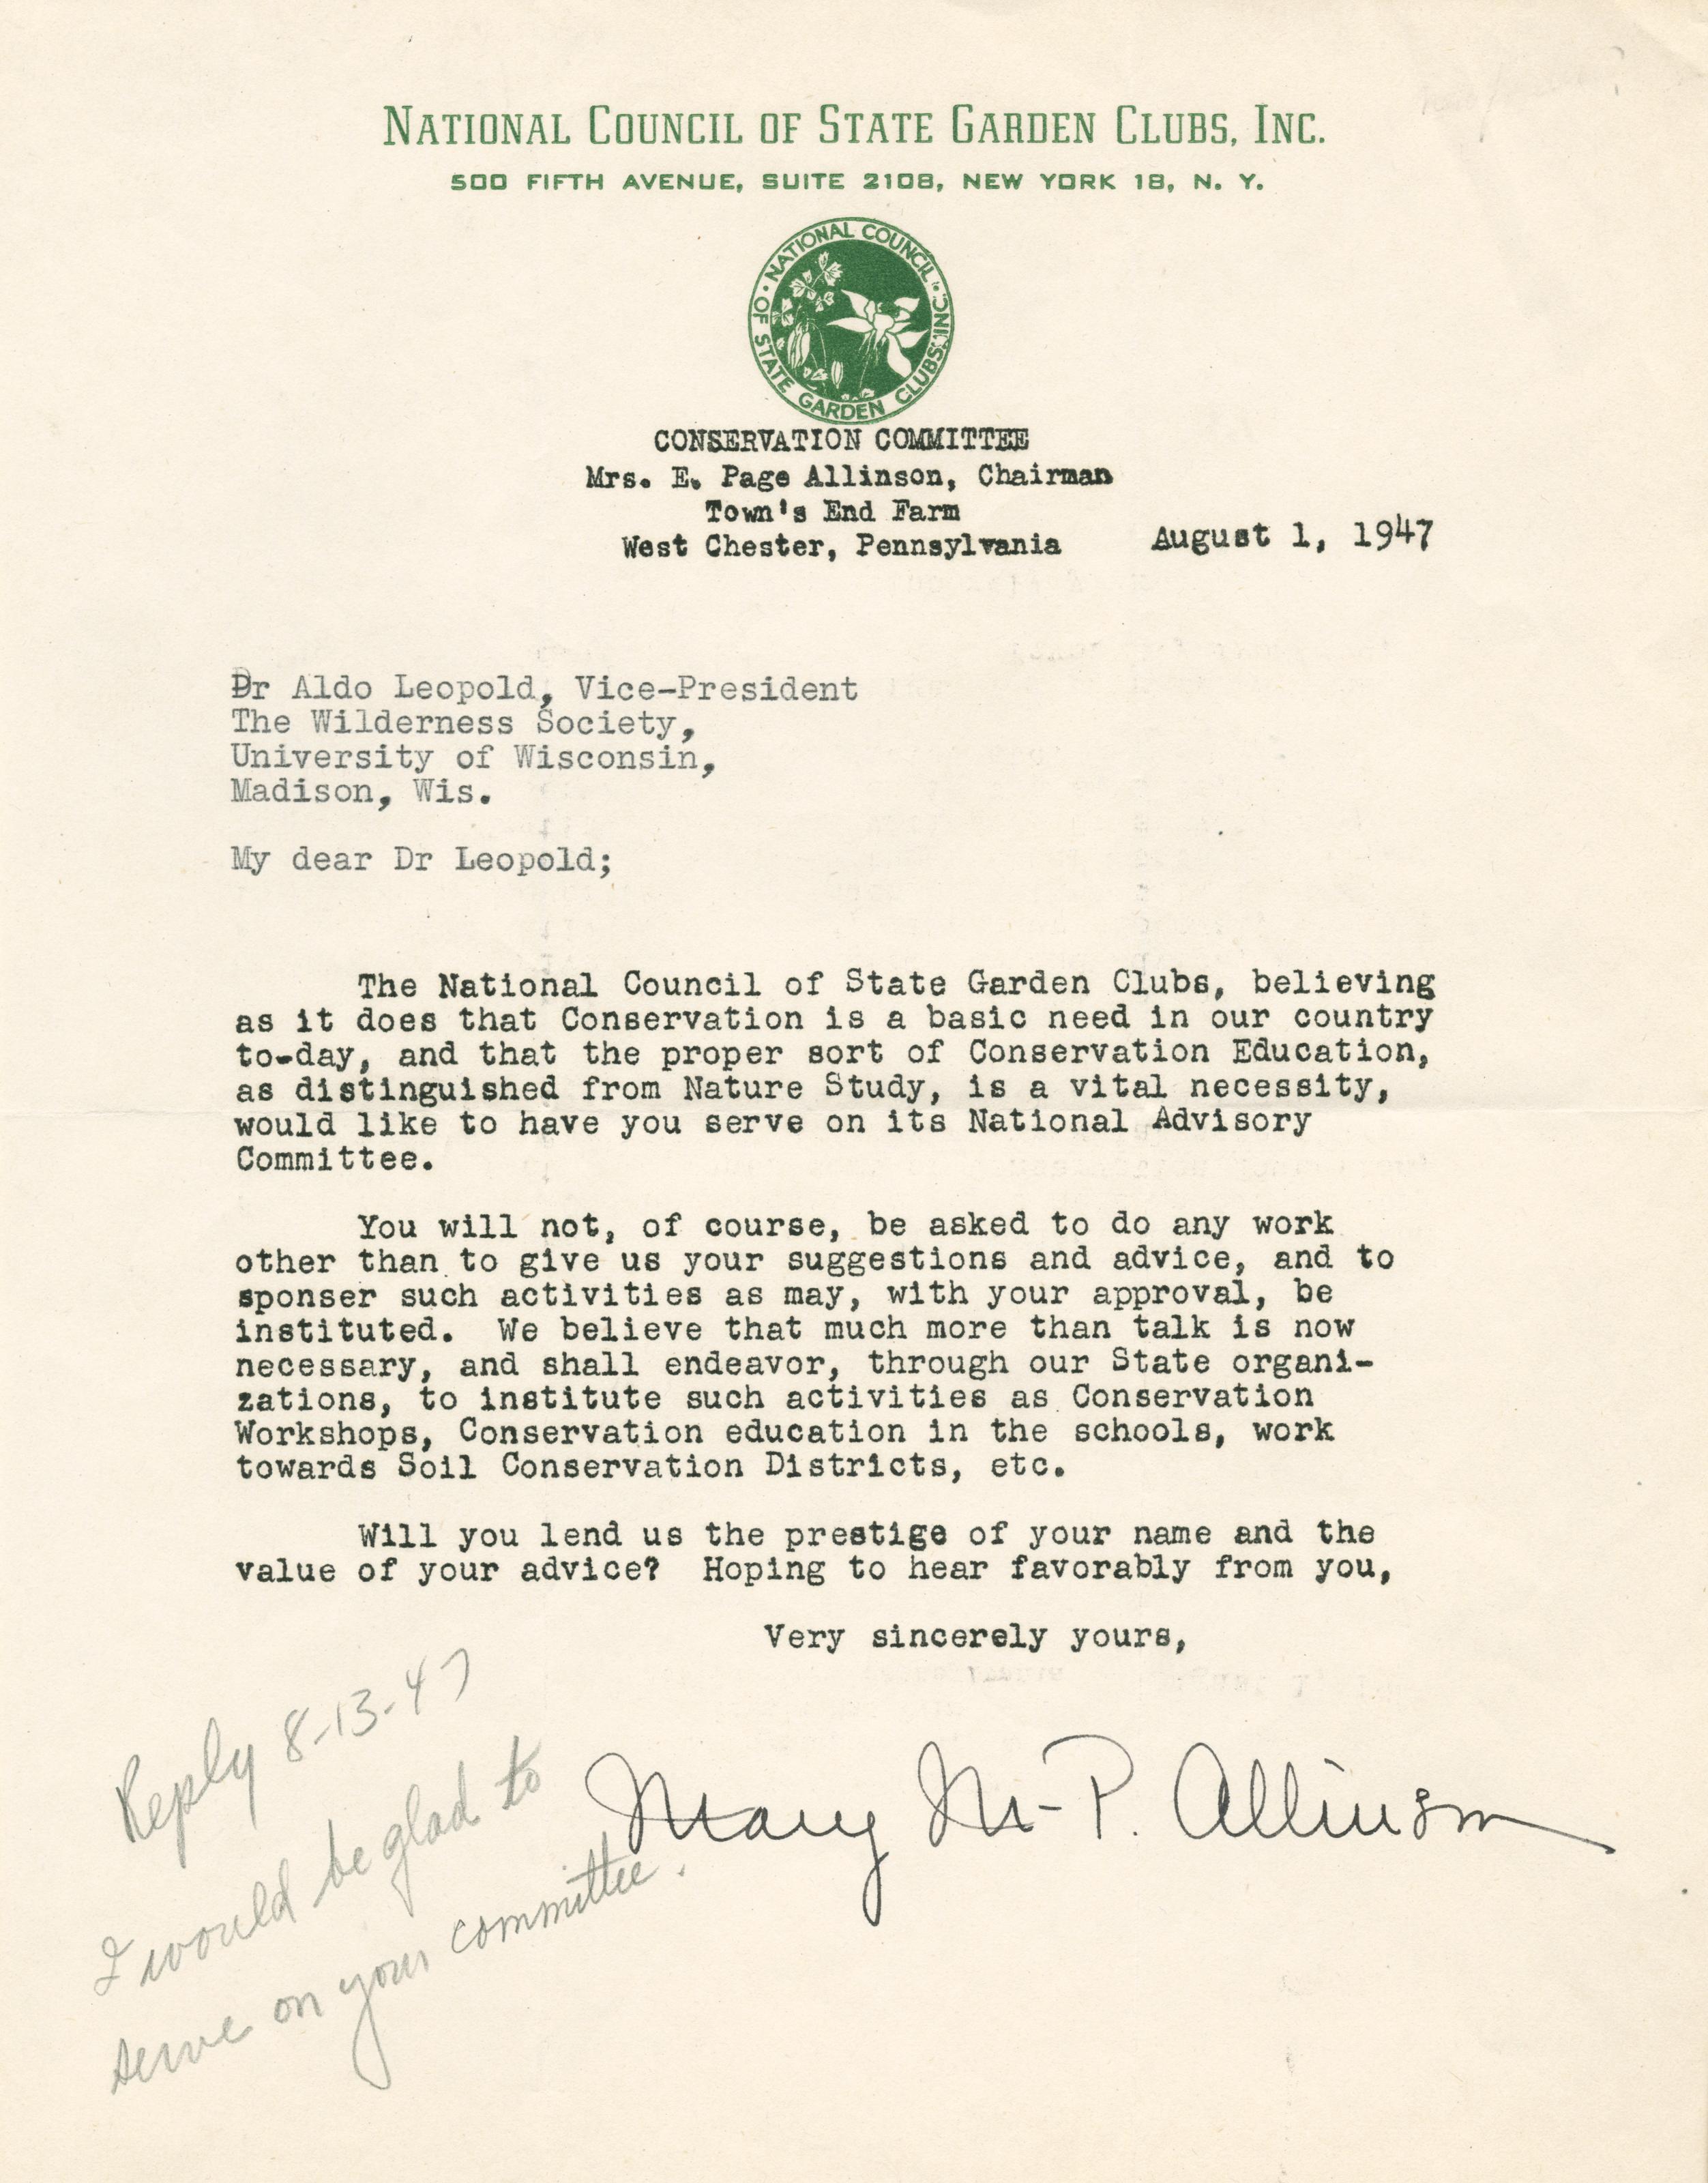 NATIONAL COUNCIL OF STATE GARDEN CLUBS, INC.
500 FIFTH AVENUE, SUITE 2108, NEW YORK 18, N. Y.
NATIONAL COUNCIL OF STATE GARDEN CLUBS, INC.
CONSERVATION COMMITTEE
Mrs. E. Page Allinson, Chairman
Town's End Farm
West Chester, Pennsylvania
August 1, 1947
Dr Aldo Leopold, Vice-President
The Wilderness Society,
University of Wisconsin,
Madison, Wis.
My dear Dr Leopold;
The National Council of State Garden Clubs, believing
as it does that Conservation is a basic need in our country
to-day, and that the proper sort of Conservation Education,
as distinguished from Nature Study, is a vital necessity,
would like to have you serve on its National Advisory
Committee.
You will not, of course, be asked to do any work
other than to give us your suggestions and advice, and to
sponser such activities as may, with your approval, be
instituted. We believe that much more than talk is now
necessary, and shall endeavor, through our State organi-
zations, to institute such activities as Conservation
Workshops, Conservation education in the schools, work
towards Soil Conservation Districts, etc.
Will you lend us the prestige of your name and the
value of your advice? Hoping to hear favorably from you,
Very sincerely yours,
Mary M-P. Allinson
Reply 8-13-47
I would be glad to
serve on your committee.